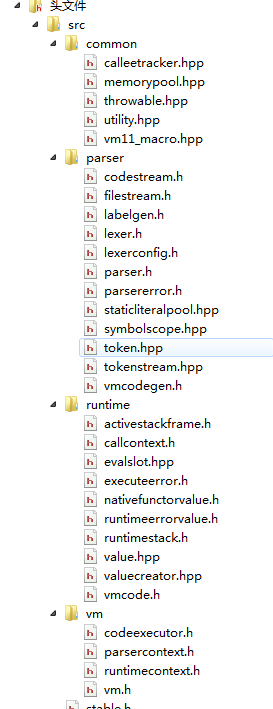 头文件
src
common
calleetracker.hpp
memorypool.hpp
throwable.hpp
utility.hpp
vm11_macro.hpp
parser
codestream.h
filestream.h
labelgen.h
lexer.h
lexerconfig.h
parser.h
parsererror.h
staticliteralpool.hpp
symbolscope.hpp
token.hpp
tokenstream.hpp
vmcodegen.h
runtime
activestackframe.h
callcontext.h
evalslot.hpp
executeerror.h
nativefunctorvalue.h
runtimeerrorvalue.h
runtimestack.h
value.hpp
valuecreator.hpp
vmcode.h
vm
codeexecutor.h
parsercontext.h
runtimecontext.h
vm.h
stable.h